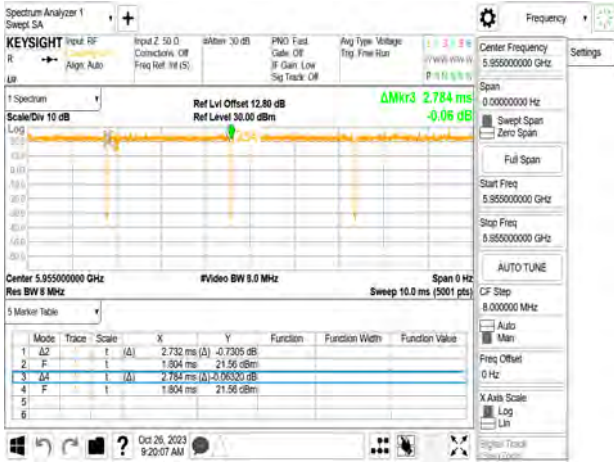 Spectrum Analyzer 1
Swept SA
+
Frequency
KEYSIGHT
Input: RF
Input Z: 50 Ω
#Atten: 30 dB
PNO: Fast
Avg Type: Voltage
R
Align: Auto
Corrections: Off
Gate: Off
Trig: Free Run
Freq Ref: Int (S)
IF Gain: Low
Sig Track: Off
P N N N N N
Center Frequency
5.955000000 GHz
Settings
Span
0.00000000 Hz
Swept Span
Zero Span
Full Span
Start Freq
5.955000000 GHz
Stop Freq
5.955000000 GHz
AUTO TUNE
CF Step
8.000000 MHz
Auto
Man
Freq Offset
0 Hz
X Axis Scale
Log
Lin
Signal Track
1 Spectrum
Scale/Div 10 dB
Ref Lvl Offset 12.80 dB
Ref Level 30.00 dBm
ΔMkr3 2.784 ms
-0.06 dB
Log
Center 5.955000000 GHz
Res BW 8 MHz
#Video BW 8.0 MHz
Span 0 Hz
Sweep 10.0 ms (5001 pts)
5 Marker Table
Mode Trace Scale X Y Function Function Width Function Value
1 Δ2 1 t (Δ) 2.732 ms (Δ) -0.7305 dB
2 F 1 t 1.804 ms 21.56 dBm
3 Δ4 1 t (Δ) 2.784 ms (Δ) -0.06320 dB
4 F 1 t 1.804 ms 21.56 dBm
5
6
?
Oct 26, 2023
9:20:07 AM